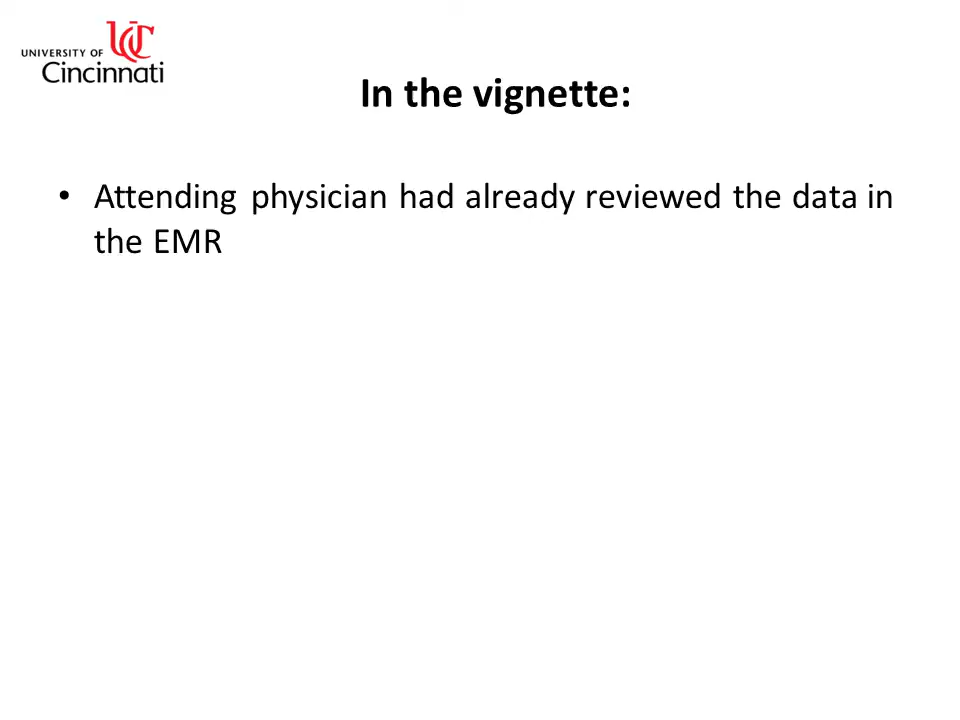 UNIVERSITY OF
Cincinnati
In the vignette:
• Attending physician had already reviewed the data in
the EMR